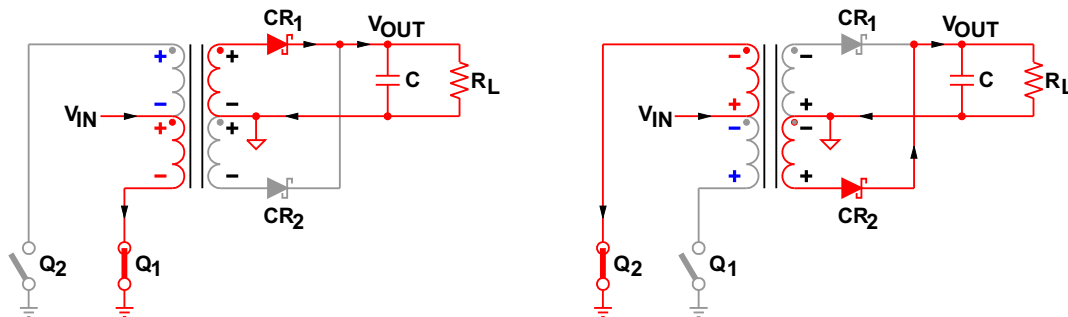 CR1
VOUT
+ +
C
RL
− −
VIN
+ +
− −
CR2
Q2
Q1
CR1
VOUT
− −
C
RL
+ +
VIN
− −
+ +
CR2
Q2
Q1